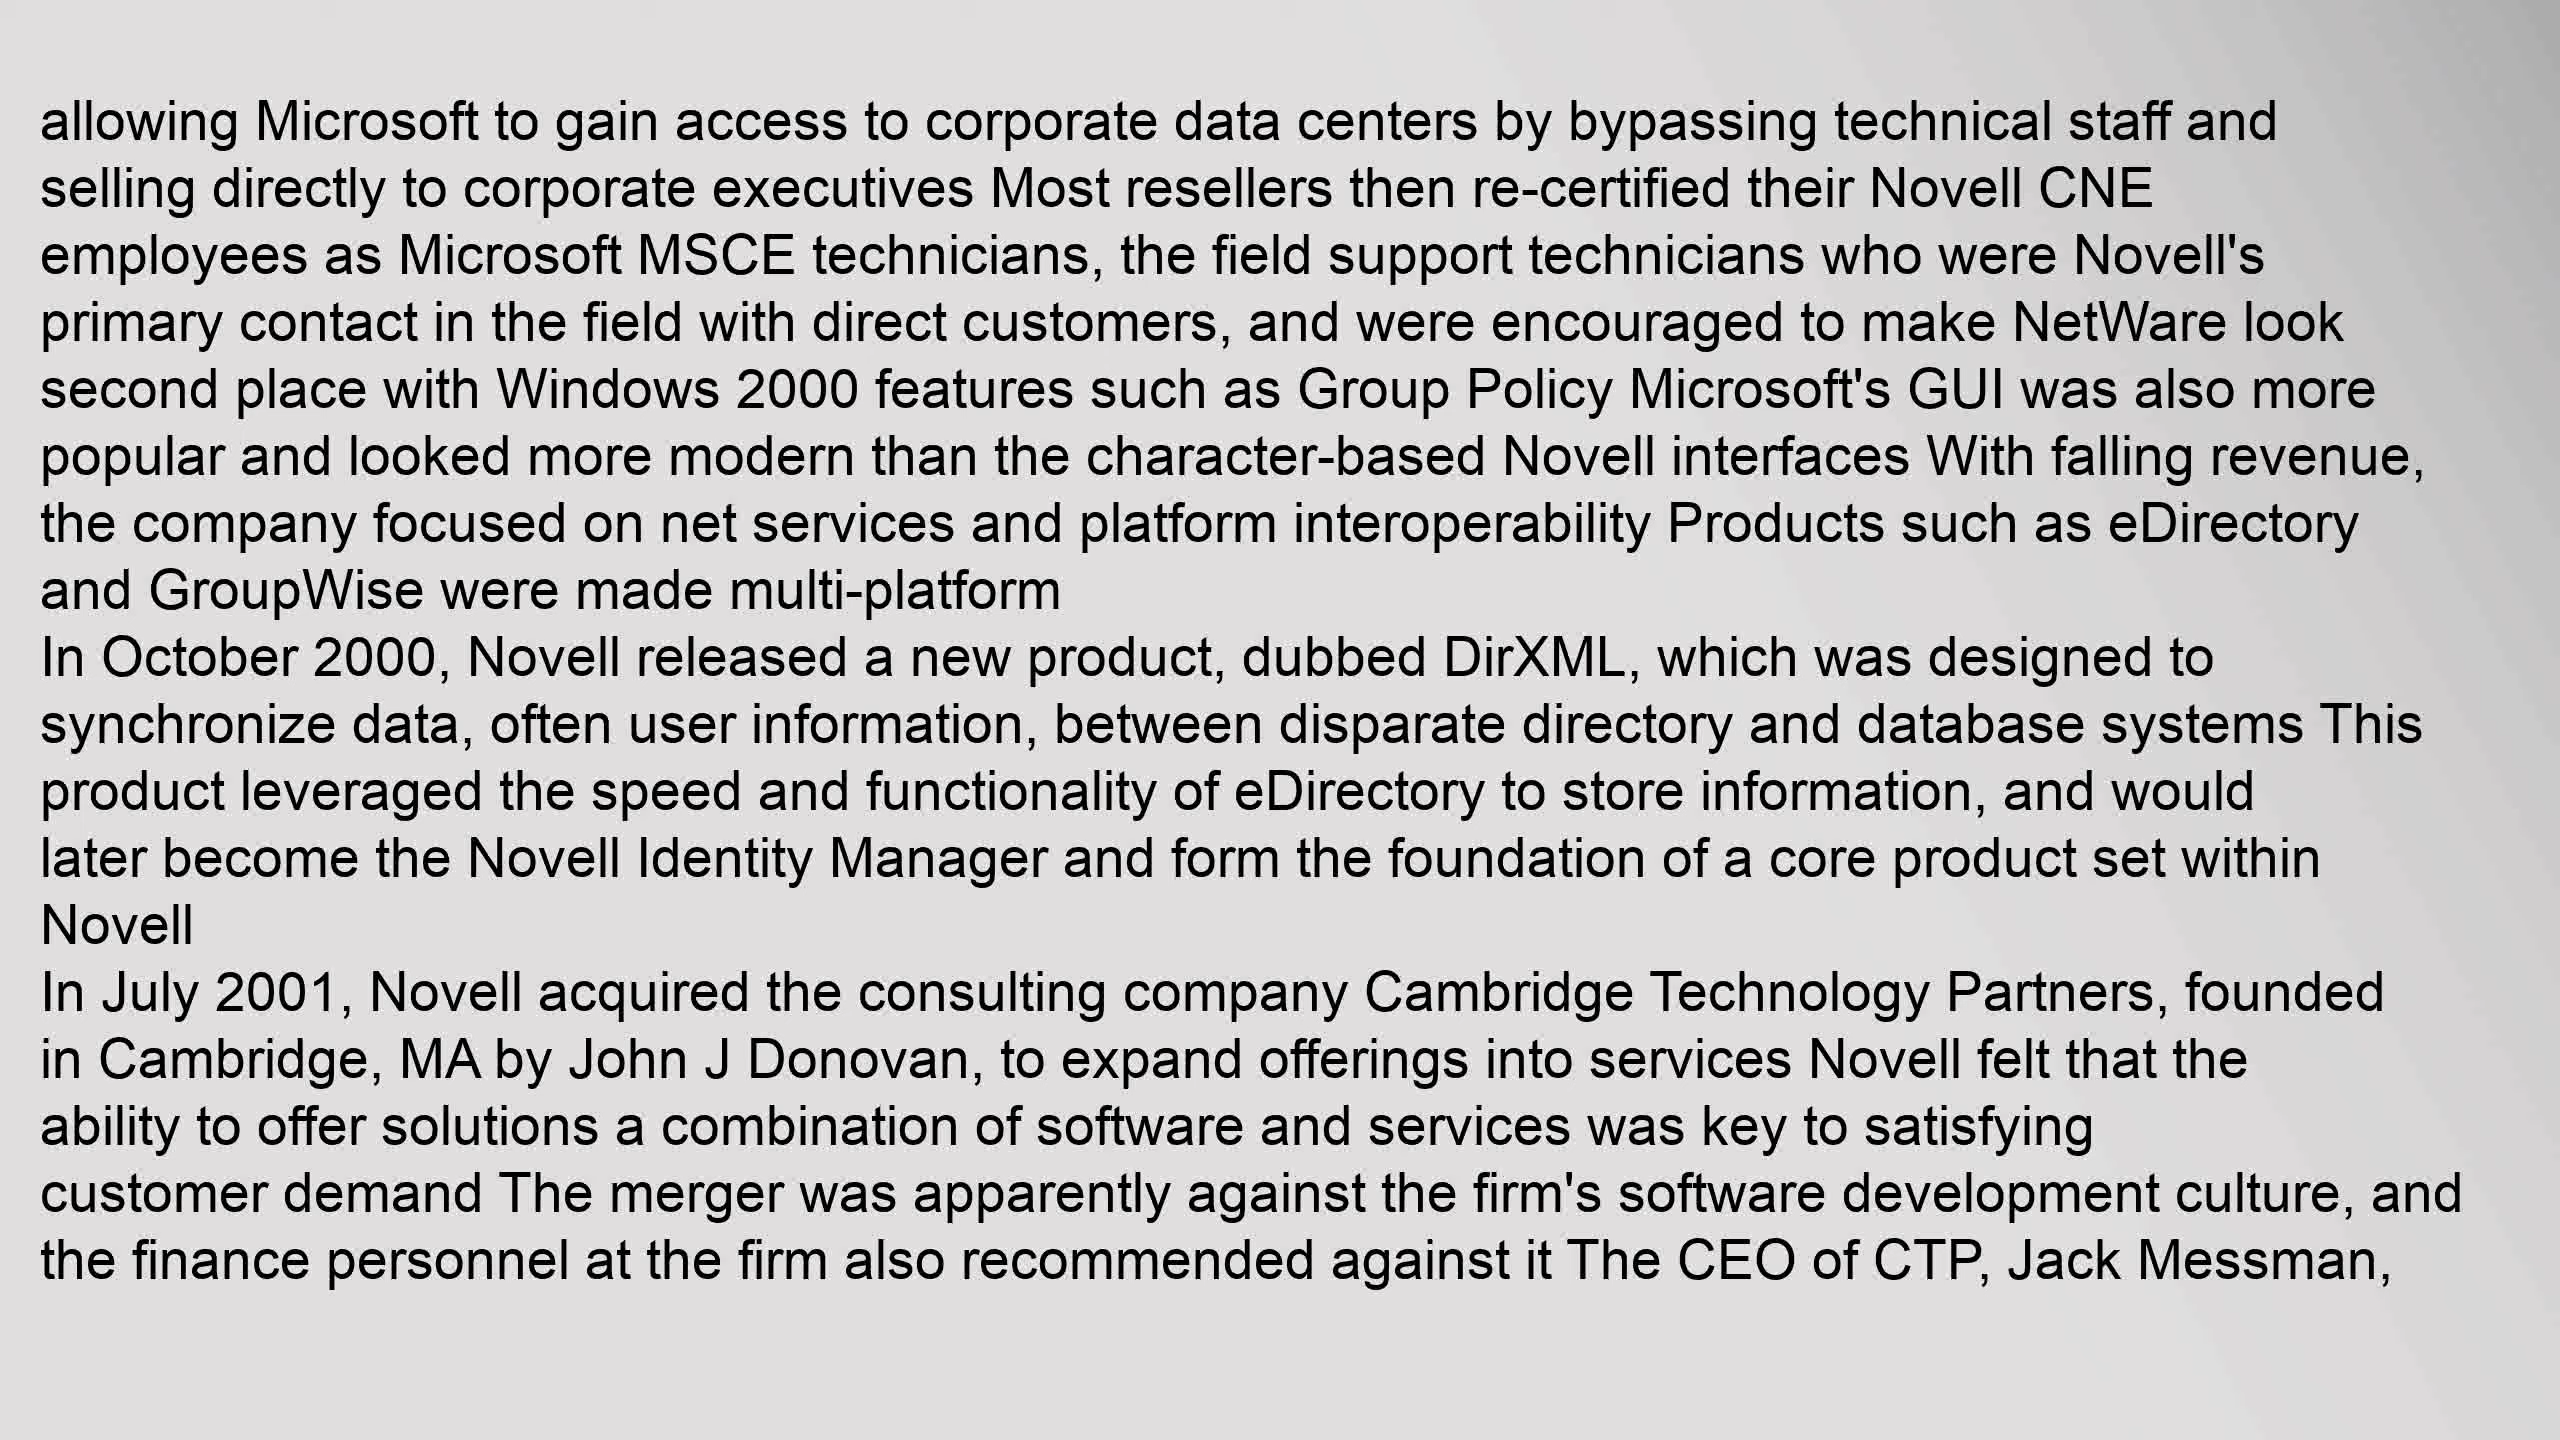 allowing Microsoft to gain access to corporate data centers by bypassing technical staff and
selling directly to corporate executives Most resellers then re-certified their Novell CNE
employees as Microsoft MSCE technicians, the field support technicians who were Novell's
primary contact in the field with direct customers, and were encouraged to make NetWare look
second place with Windows 2000 features such as Group Policy Microsoft's GUI was also more
popular and looked more modern than the character-based Novell interfaces With falling revenue,
the company focused on net services and platform interoperability Products such as eDirectory
and GroupWise were made multi-platform
In October 2000, Novell released a new product, dubbed DirXML, which was designed to
synchronize data, often user information, between disparate directory and database systems This
product leveraged the speed and functionality of eDirectory to store information, and would
later become the Novell Identity Manager and form the foundation of a core product set within
Novell
In July 2001, Novell acquired the consulting company Cambridge Technology Partners, founded
in Cambridge, MA by John J Donovan, to expand offerings into services Novell felt that the
ability to offer solutions a combination of software and services was key to satisfying
customer demand The merger was apparently against the firm's software development culture, and
the finance personnel at the firm also recommended against it The CEO of CTP, Jack Messman,